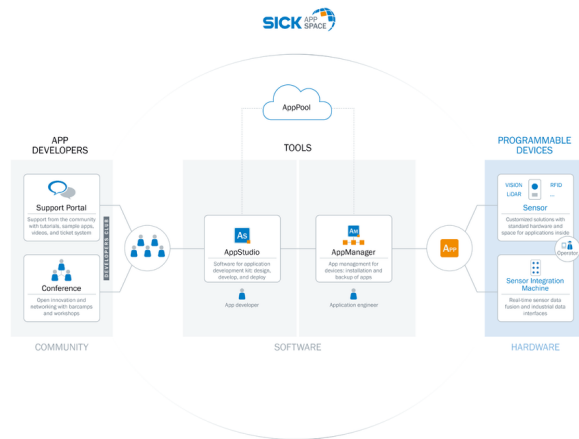 SICK APP
SPACE
AppPool
APP
DEVELOPERS
TOOLS
PROGRAMMABLE
DEVICES
Support Portal
Support from the community
with tutorials, sample apps,
videos, and ticket system
DEVELOPER CLUB
Conference
Open innovation and
networking with barcamps
and workshops
COMMUNITY
As
AppStudio
Software for application
development kit: design,
develop, and deploy
App developer
AM
AppManager
App management for
devices: installation and
backup of apps
Application engineer
SOFTWARE
App
VISION
RFID
LiDAR
...
Sensor
Customized solutions with
standard hardware and
space for applications inside
Operator
Sensor Integration
Machine
Real-time sensor data
fusion and industrial data
interfaces
HARDWARE